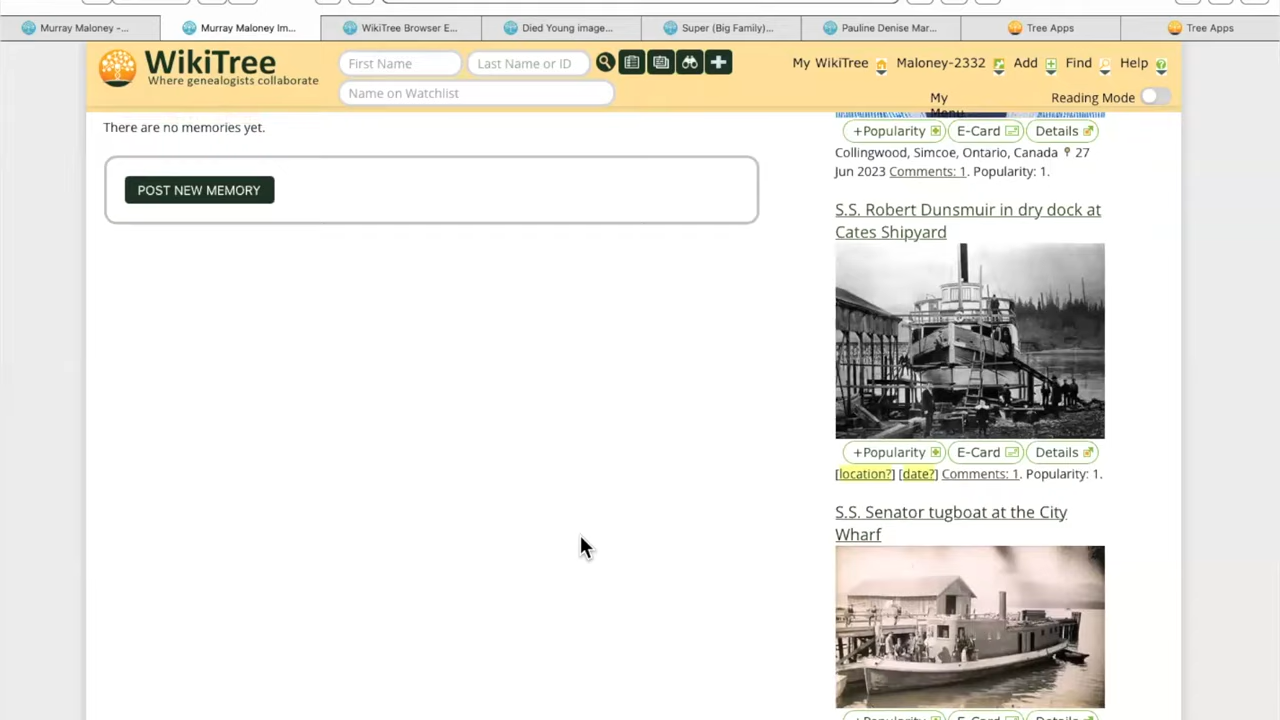 Murray Maloney -...
Murray Maloney Im...
WikiTree Browser E...
Died Young image...
Super (Big Family)...
Pauline Denise Mar...
Tree Apps
Tree Apps
WikiTree
Where genealogists collaborate
First Name
Last Name or ID
Name on Watchlist
My WikiTree
Maloney-2332
Add
Find
Help
My
Menu
Reading Mode
There are no memories yet.
POST NEW MEMORY
+Popularity
E-Card
Details
Collingwood, Simcoe, Ontario, Canada 27
Jun 2023 Comments: 1. Popularity: 1.
S.S. Robert Dunsmuir in dry dock at
Cates Shipyard
+Popularity
E-Card
Details
[location?] [date?] Comments: 1. Popularity: 1.
S.S. Senator tugboat at the City
Wharf
+Popularity
E-Card
Details